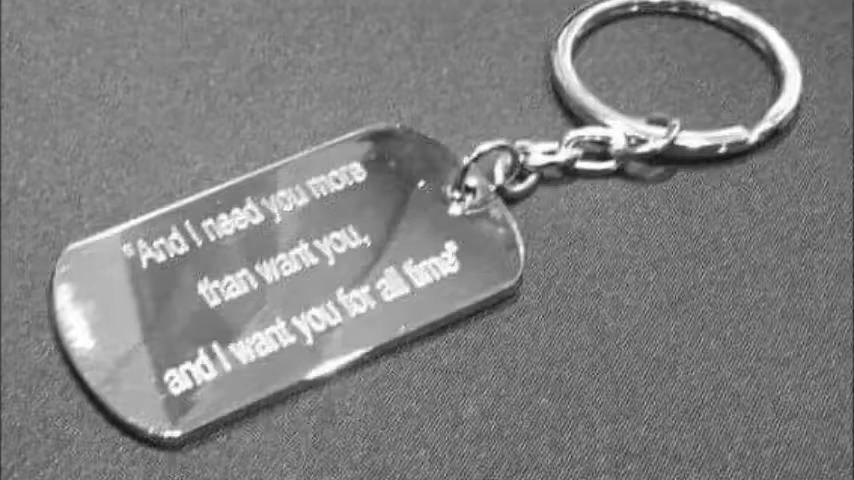 "And I need you more
than want you,
and I want you for all time"